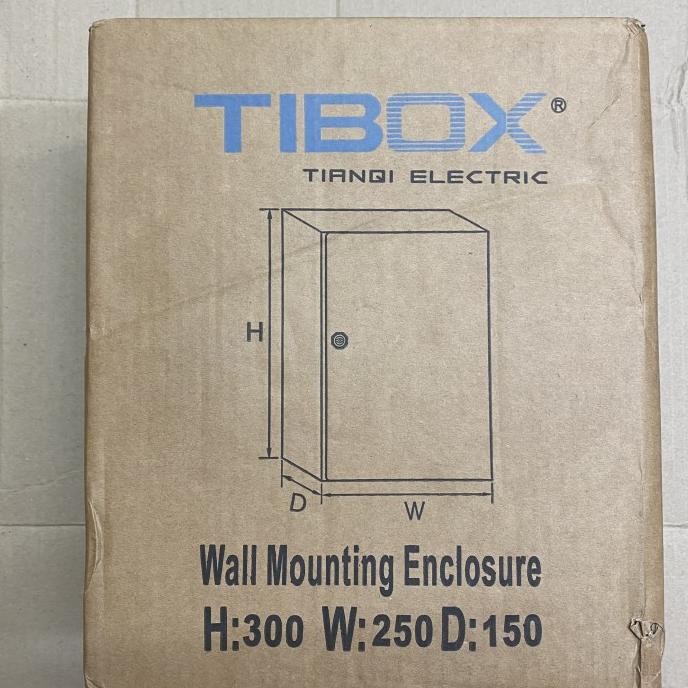 TIBOX®
TIANQI ELECTRIC
H
D
W
Wall Mounting Enclosure
H:300 W:250 D:150